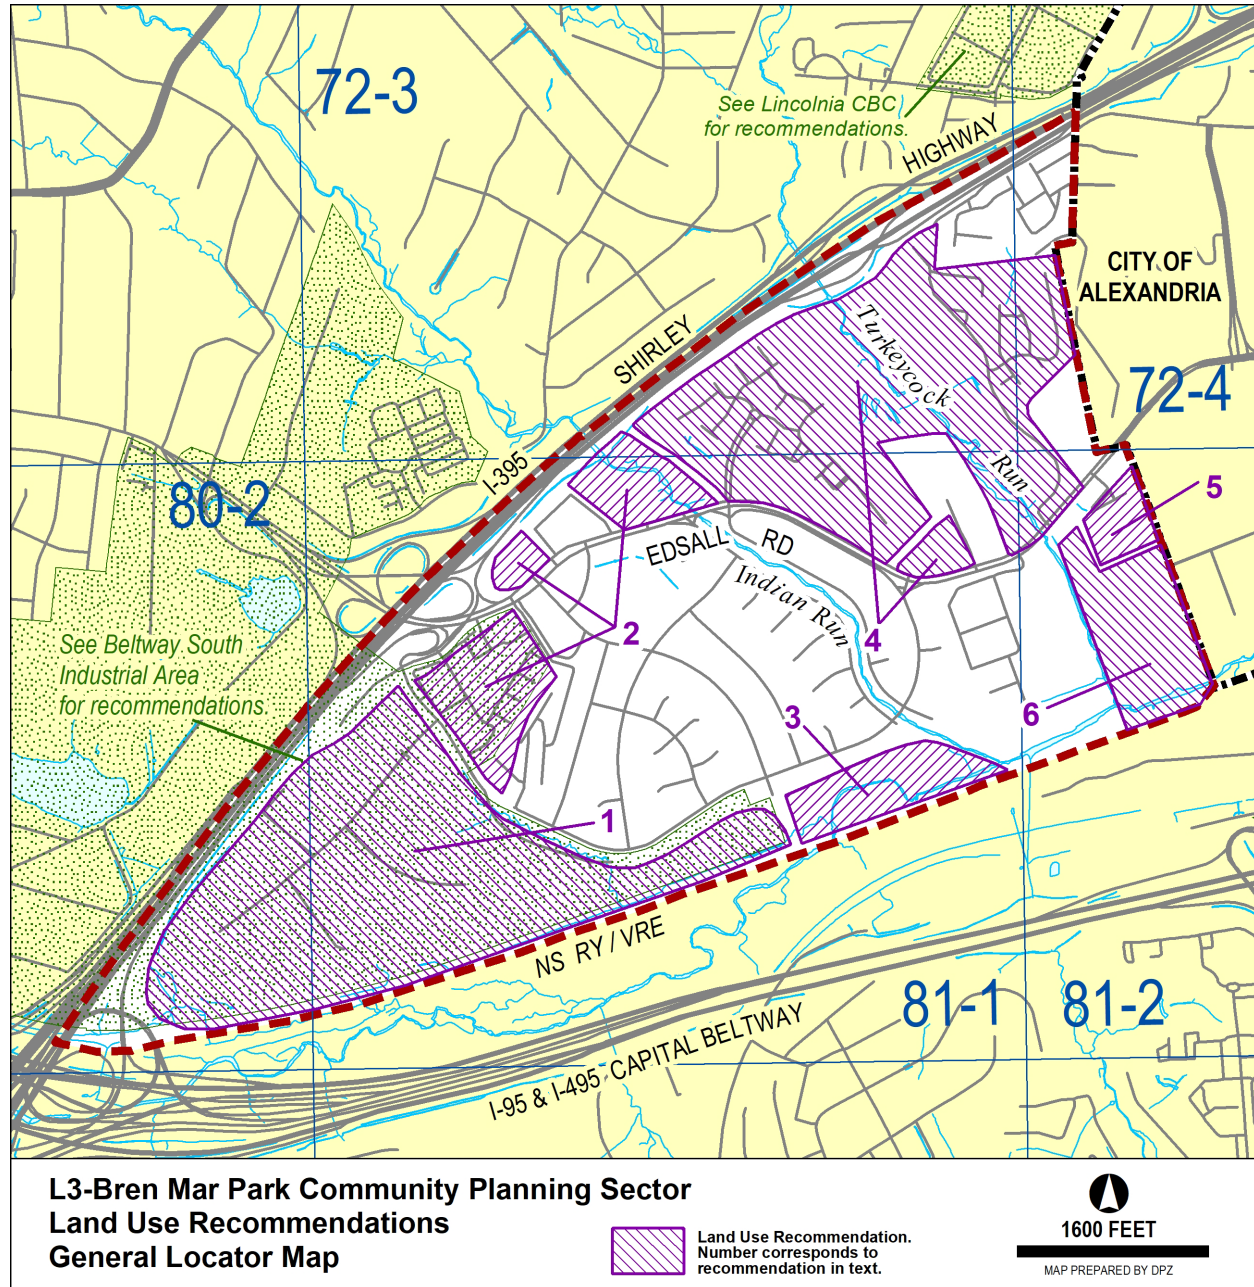 72-3
See Lincolnia CBC
for recommendations.
SHIRLEY HIGHWAY
CITY OF
ALEXANDRIA
Turkeycock Run
72-4
I-395
80-2
5
EDSALL RD
Indian Run
2
4
See Beltway South
Industrial Area
for recommendations.
3
6
1
NS RY / VRE
81-1
81-2
I-95 & I-495 CAPITAL BELTWAY
L3-Bren Mar Park Community Planning Sector
Land Use Recommendations
General Locator Map
Land Use Recommendation.
Number corresponds to
recommendation in text.
1600 FEET
MAP PREPARED BY DPZ